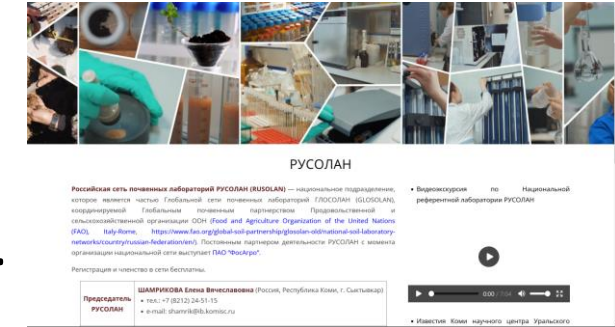 РУСОЛАН
Российская сеть почвенных лабораторий РУСОЛАН (RUSOLAN) — национальное подразделение,
которое является частью Глобальной сети почвенных лабораторий ГЛОСОЛАН (GLOSOLAN),
координируемой Глобальным почвенным партнерством Продовольственной и
сельскохозяйственной организации ООН (Food and Agriculture Organization of the United Nations
(FAO), Italy-Rome, https://www.fao.org/global-soil-partnership/glosolan-old/national-soil-laboratory-
networks/country/russian-federation/en/). Постоянным партнером деятельности РУСОЛАН с момента
организации национальной сети выступает ПАО "ФосАгро".
Регистрация и членство в сети бесплатны.
Председатель
РУСОЛАН
ШАМРИКОВА Елена Вячеславовна (Россия, Республика Коми, г. Сыктывкар)
• тел.: +7 (8212) 24-51-15
• e-mail: shamrik@ib.komisc.ru
• Видеоэкскурсия по Национальной
референтной лаборатории РУСОЛАН
0:00
• Известия Коми научного центра Уральского